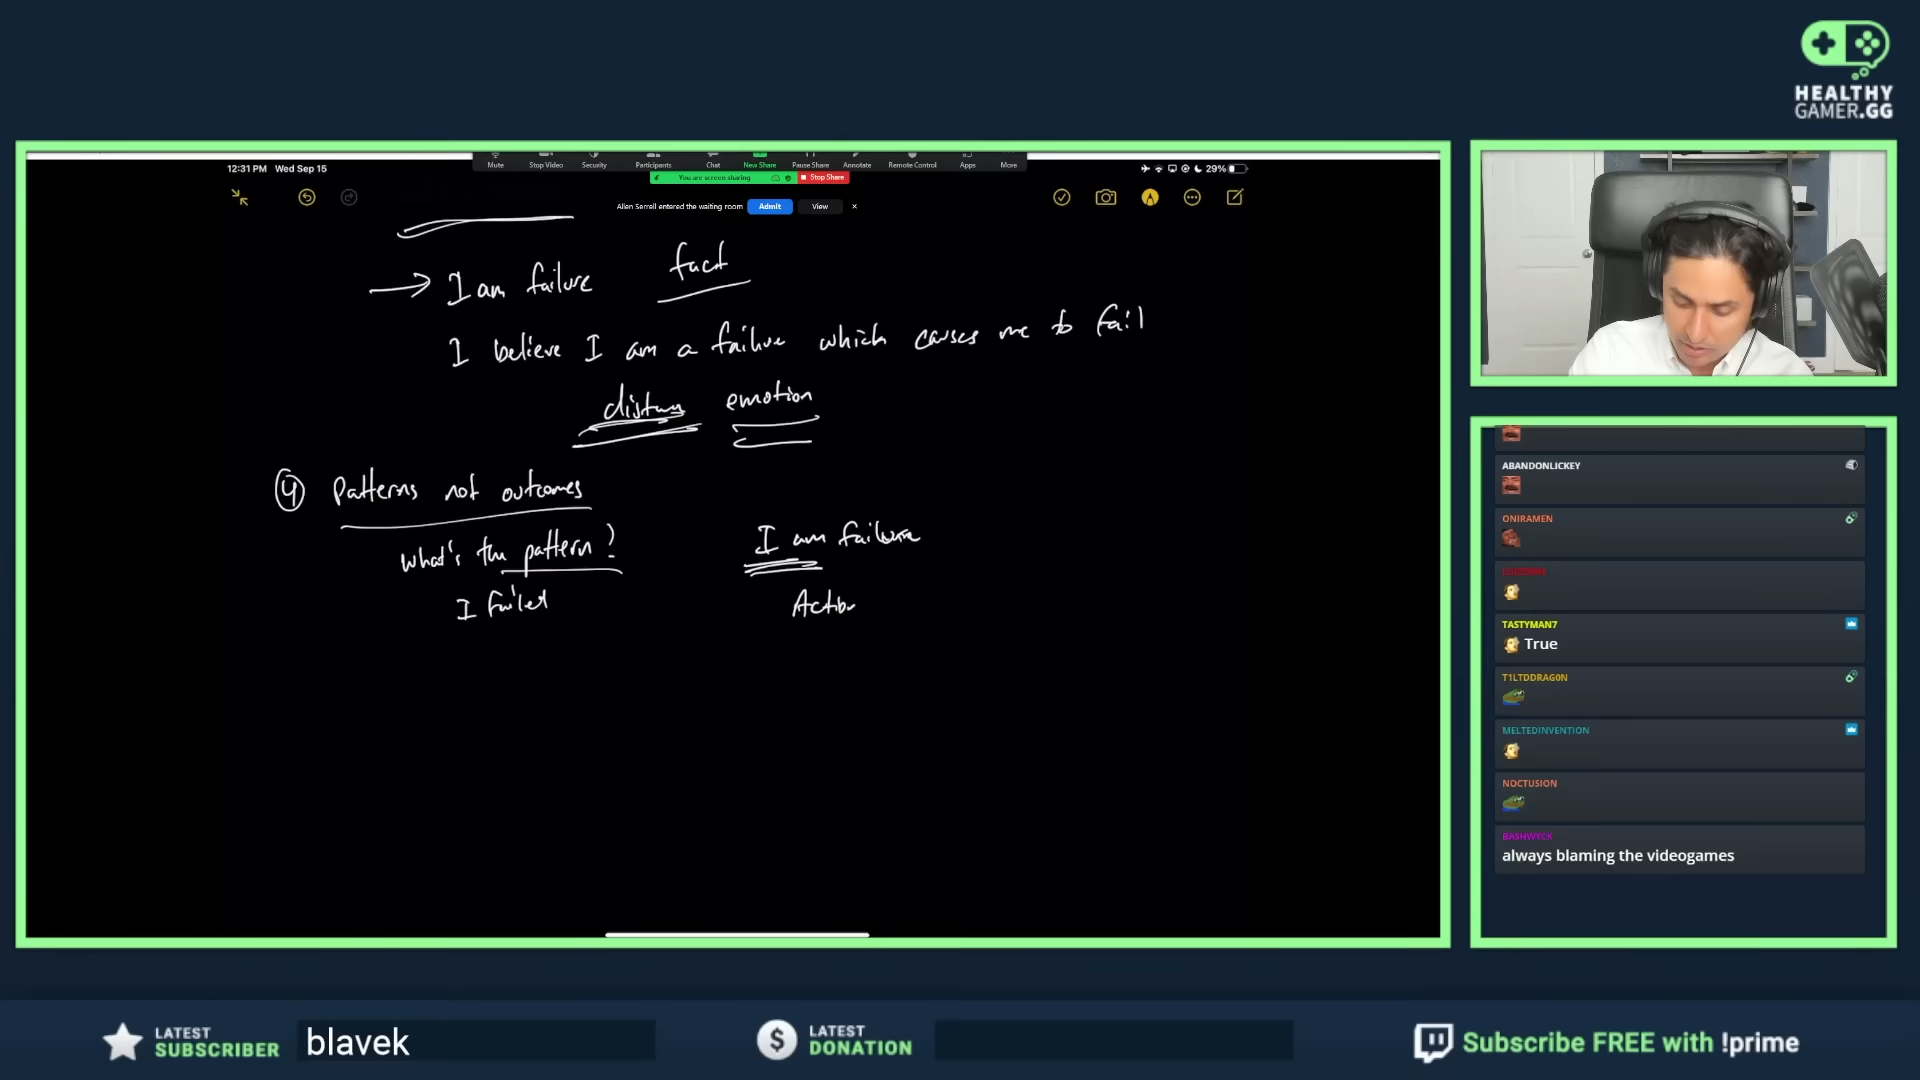 HEALTHY
GAMER.GG
12:31 PM Wed Sep 15
Mute Stop Video Security Participants Chat New Share Pause Share Annotate Remote Control Apps More
You are screen sharing Stop Share
29%
Allen Serrell entered the waiting room Admit View
→ I am failure fact
I believe I am a failure which causes me to fail
emotion
4 Patterns not outcomes
What's the pattern?
I am failure
I failed
Actio
ABANDONLICKEY
ONIRAMEN
TASTYMAN7
True
T1LTDDRAG0N
MELTEDINVENTION
NOCTUSION
BASHWYCK
always blaming the videogames
LATEST
SUBSCRIBER blavek
LATEST
DONATION
Subscribe FREE with !prime